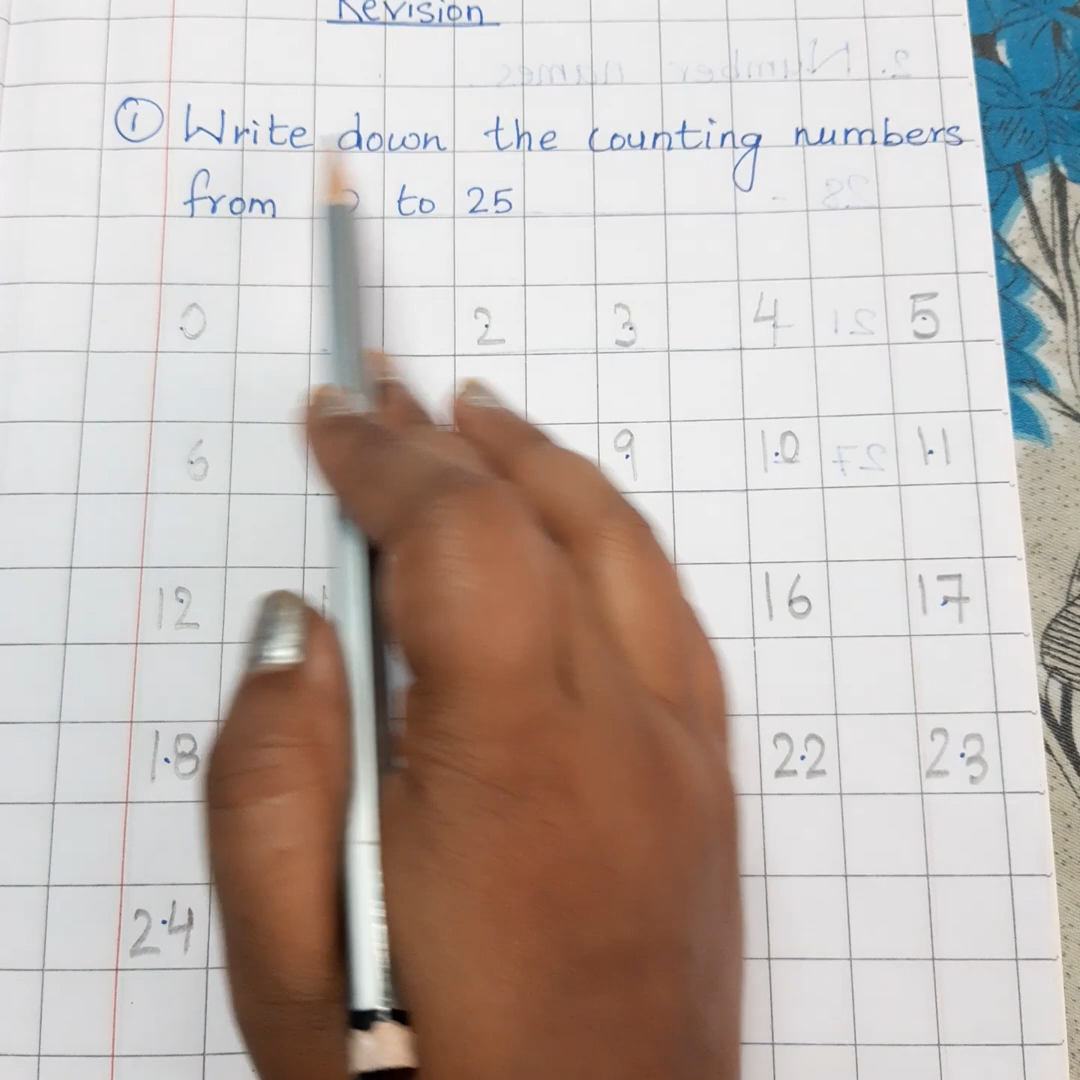 Revision
① Write down the counting numbers
from to 25
0 2 3 4 5
6 9 10 11
12 16 17
18 22 23
24